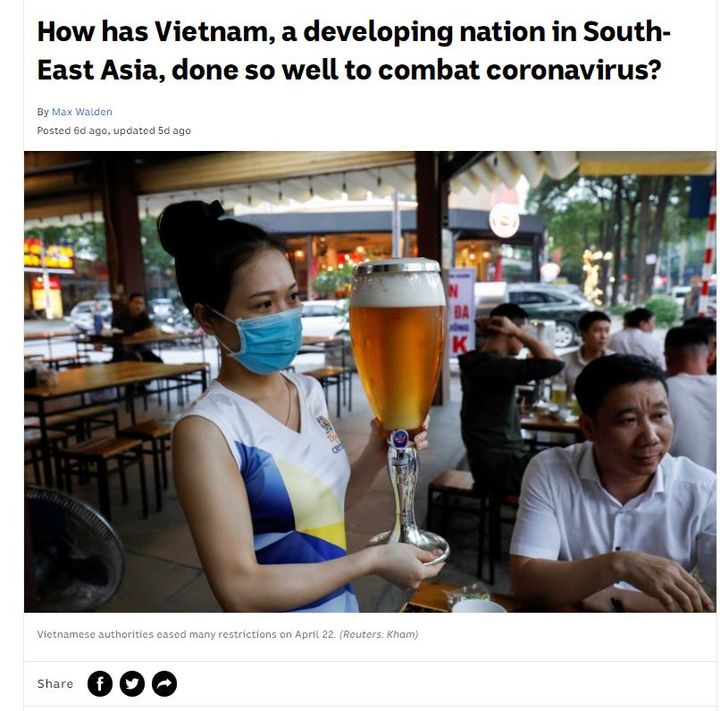 How has Vietnam, a developing nation in South-
East Asia, done so well to combat coronavirus?
By Max Walden
Posted 6d ago, updated 5d ago
N
ĐÁ
K
Vietnamese authorities eased many restrictions on April 22. (Reuters: Kham)
Share